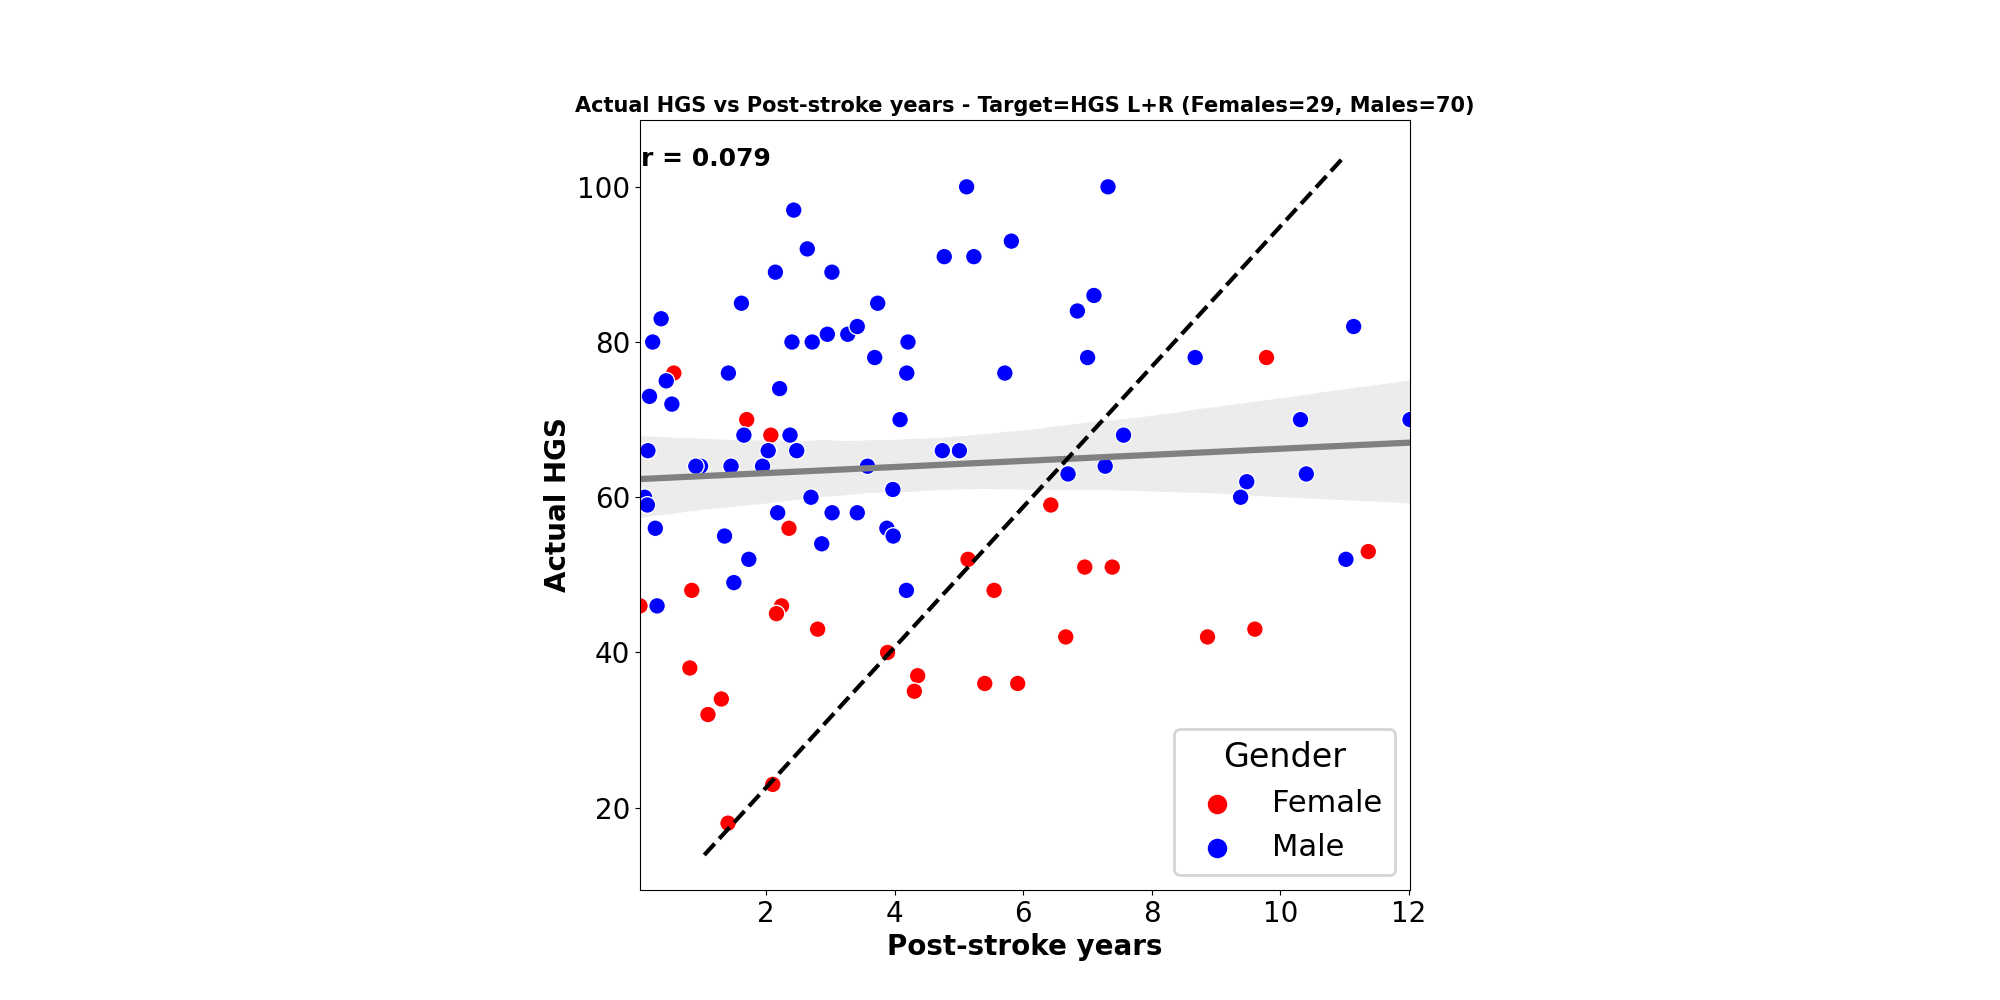 Actual HGS vs Post-stroke years - Target=HGS L+R (Females=29, Males=70)
r = 0.079
100
80
60
40
20
Actual HGS
Gender
Female
Male
2 4 6 8 10 12
Post-stroke years